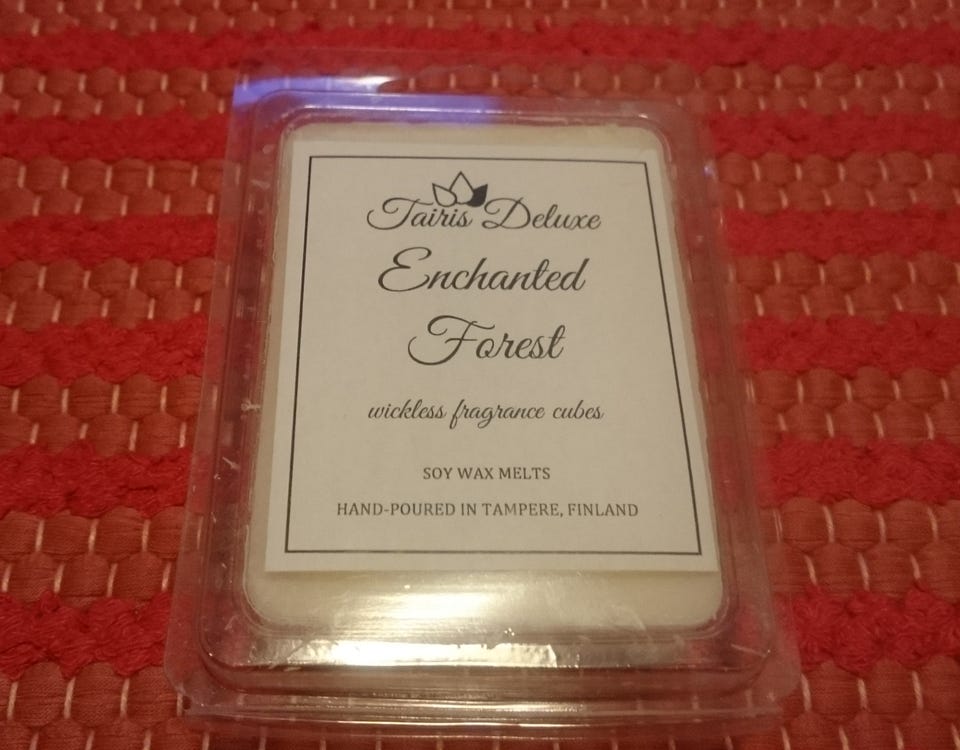 Tairis Deluxe
Enchanted
Forest
wickless fragrance cubes
SOY WAX MELTS
HAND-POURED IN TAMPERE, FINLAND